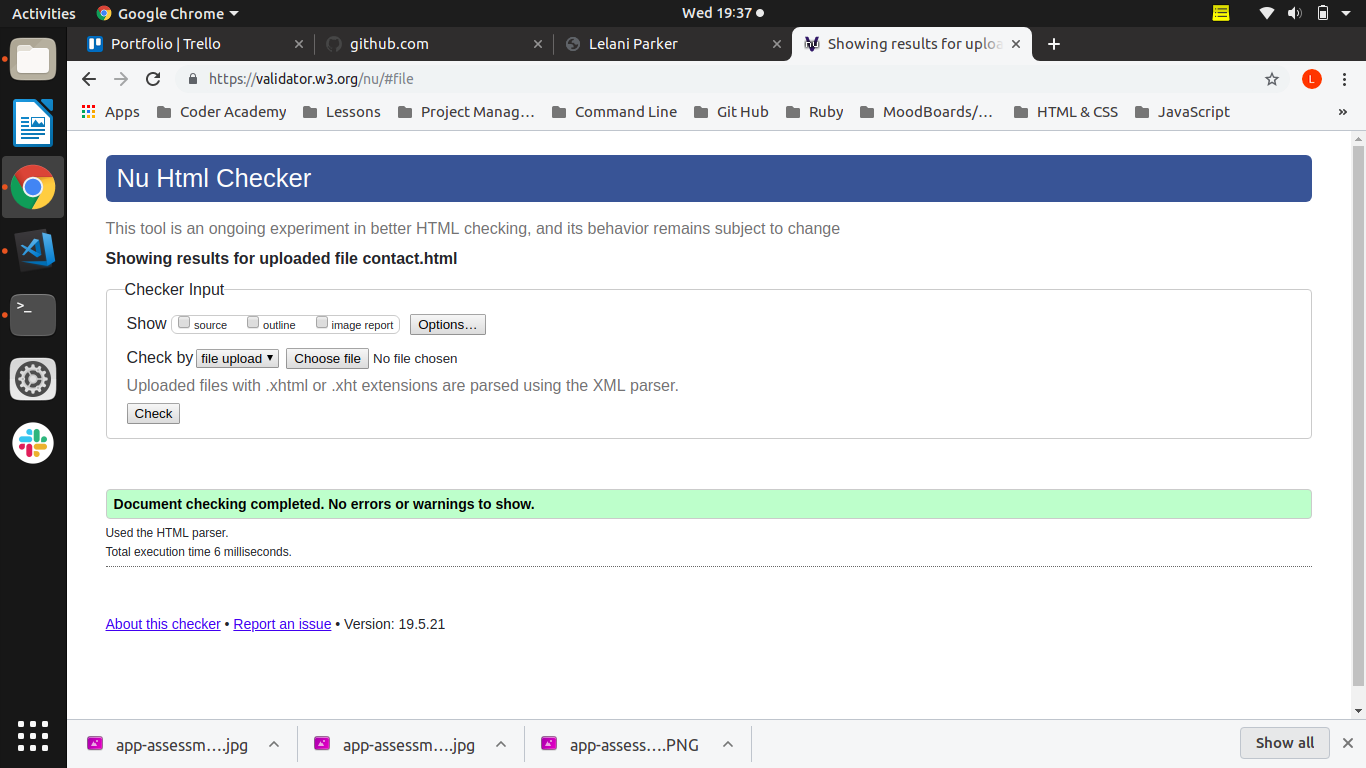 Activities Google Chrome Wed 19:37
Portfolio | Trello github.com Lelani Parker Showing results for uploa
https://validator.w3.org/nu/#file L
Apps Coder Academy Lessons Project Manag… Command Line Git Hub Ruby MoodBoards/… HTML & CSS JavaScript »
Nu Html Checker
This tool is an ongoing experiment in better HTML checking, and its behavior remains subject to change
Showing results for uploaded file contact.html
Checker Input
Show source outline image report Options…
Check by file upload Choose file No file chosen
Uploaded files with .xhtml or .xht extensions are parsed using the XML parser.
Check
Document checking completed. No errors or warnings to show.
Used the HTML parser.
Total execution time 6 milliseconds.
About this checker • Report an issue • Version: 19.5.21
app-assessm….jpg app-assessm….jpg app-assess….PNG Show all